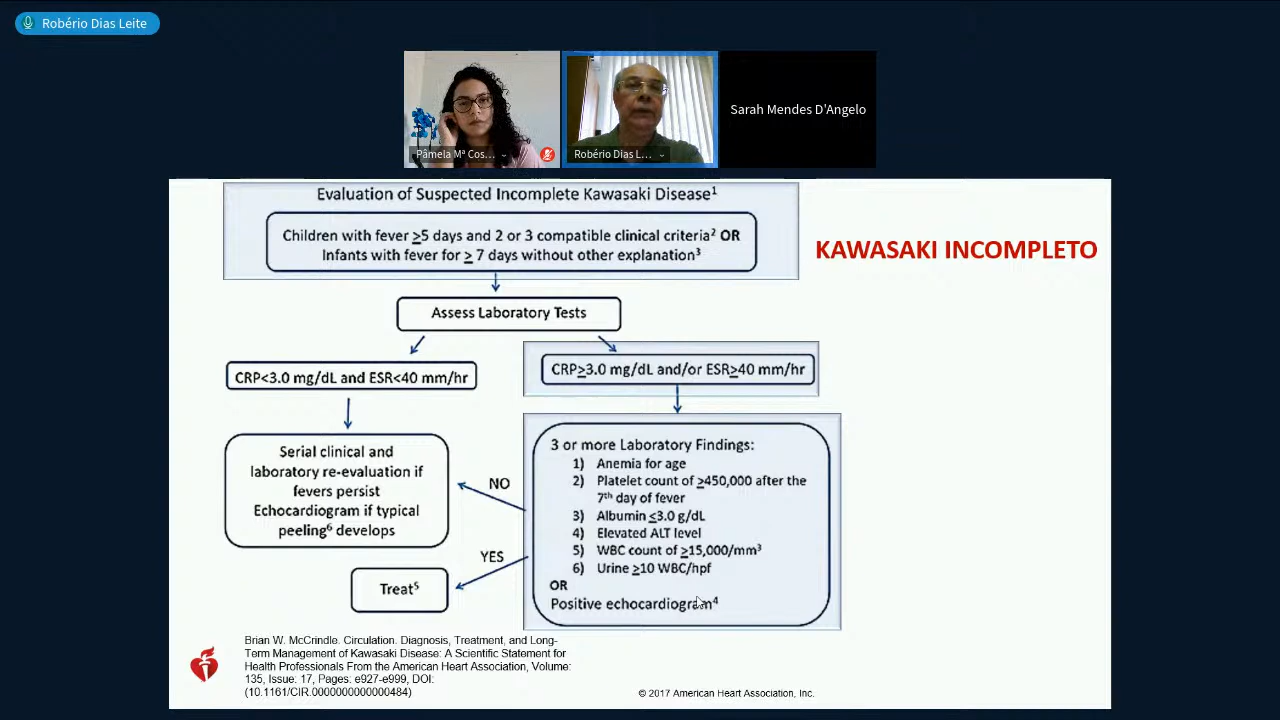 Robério Dias Leite
Pâmela Mª Cos...
Robério Dias L...
Sarah Mendes D'Angelo
Evaluation of Suspected Incomplete Kawasaki Disease¹
Children with fever ≥5 days and 2 or 3 compatible clinical criteria² OR
Infants with fever for ≥ 7 days without other explanation³
KAWASAKI INCOMPLETO
Assess Laboratory Tests
CRP<3.0 mg/dL and ESR<40 mm/hr
CRP≥3.0 mg/dL and/or ESR≥40 mm/hr
Serial clinical and
laboratory re-evaluation if
fevers persist
Echocardiogram if typical
peeling⁶ develops
NO
YES
Treat⁵
3 or more Laboratory Findings:
1) Anemia for age
2) Platelet count of ≥450,000 after the
7th day of fever
3) Albumin ≤3.0 g/dL
4) Elevated ALT level
5) WBC count of ≥15,000/mm³
6) Urine ≥10 WBC/hpf
OR
Positive echocardiogram⁴
Brian W. McCrindle. Circulation. Diagnosis, Treatment, and Long-
Term Management of Kawasaki Disease: A Scientific Statement for
Health Professionals From the American Heart Association, Volume:
135, Issue: 17, Pages: e927-e999, DOI:
(10.1161/CIR.0000000000000484)
© 2017 American Heart Association, Inc.